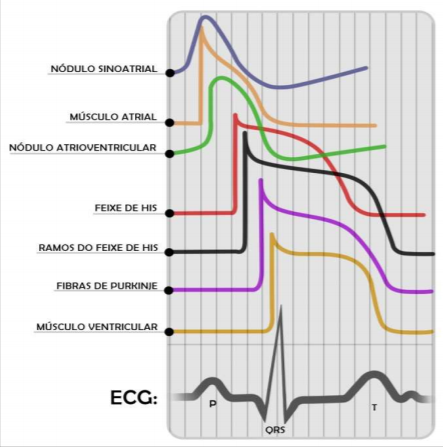 NÓDULO SINOATRIAL
MÚSCULO ATRIAL
NÓDULO ATRIOVENTRICULAR
FEIXE DE HIS
RAMOS DO FEIXE DE HIS
FIBRAS DE PURKINJE
MÚSCULO VENTRICULAR
ECG:
P
QRS
T